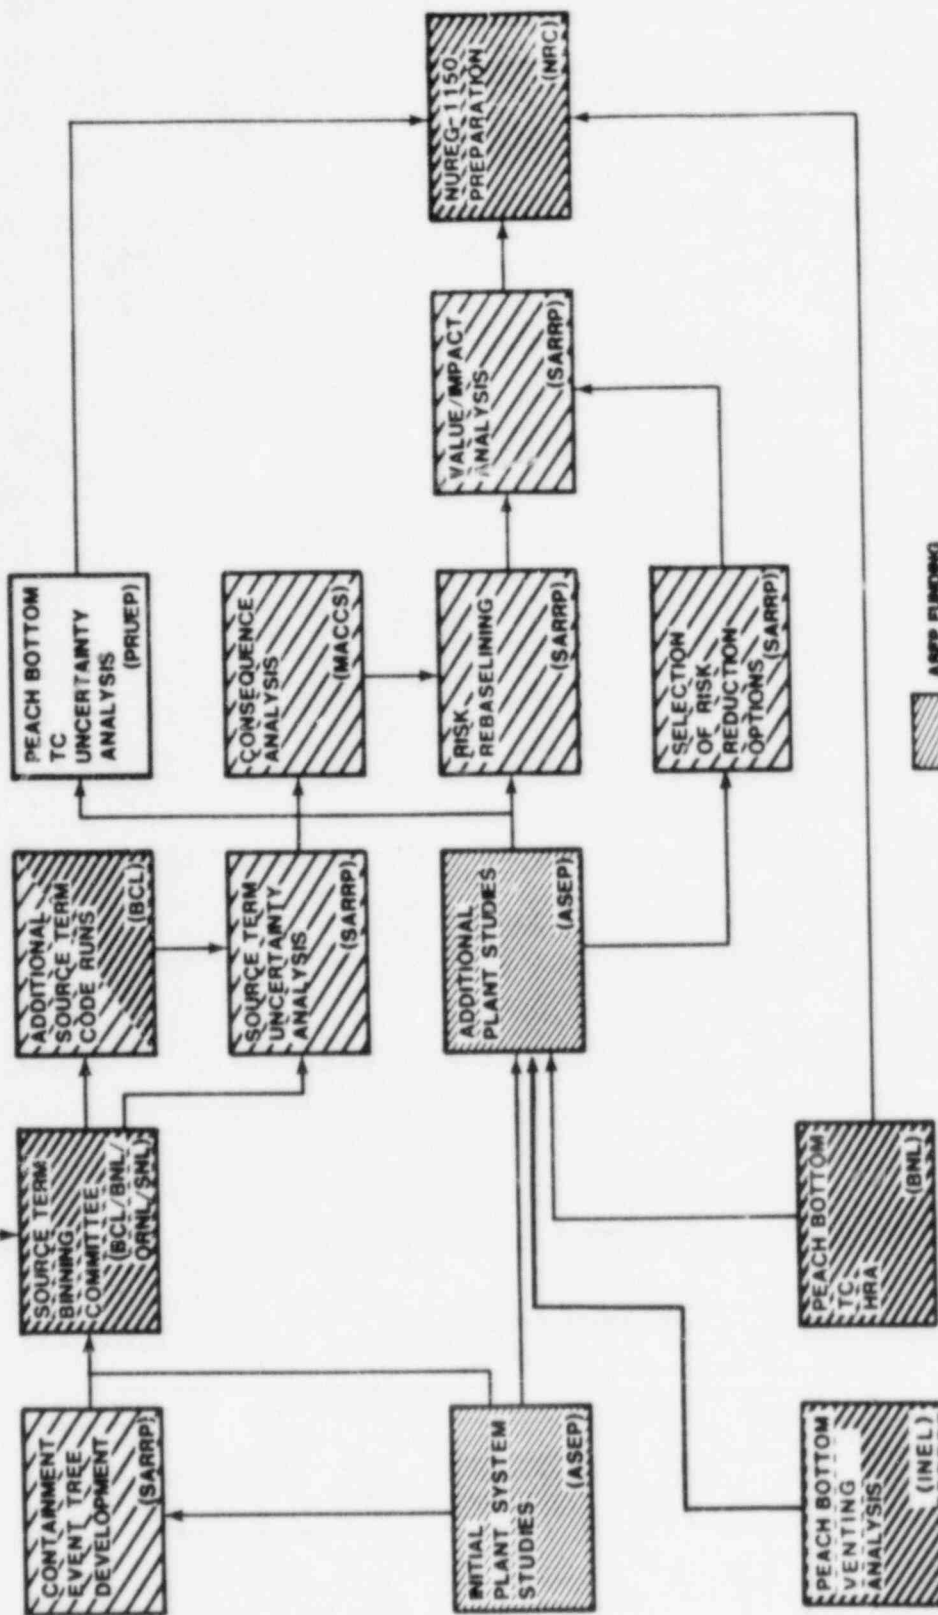 CONTAINMENT
EVENT TREE
DEVELOPMENT
(SARRP)
INITIAL
PLANT SYSTEM
STUDIES
(ASEP)
PEACH BOTTOM
VENTING
ANALYSIS
(INEL)
SOURCE TERM
BINNING
COMMITTEE
(BCL/BNL/
ORNL/SNL)
PEACH BOTTOM
TC
HRA
(BNL)
ADDITIONAL
SOURCE TERM
CODE RUNS
(BCL)
SOURCE TERM
UNCERTAINTY
ANALYSIS
(SARRP)
ADDITIONAL
PLANT STUDIES
(ASEP)
PEACH BOTTOM
TC
UNCERTAINTY
ANALYSIS
(PRUEP)
CONSEQUENCE
ANALYSIS
(MACCS)
RISK
REBASELINING
(SARRP)
SELECTION
OF RISK
REDUCTION
OPTIONS
(SARRP)
VALUE/IMPACT
ANALYSIS
(SARRP)
NUREG-1150
PREPARATION
(NRC)
ASEP FUNDING